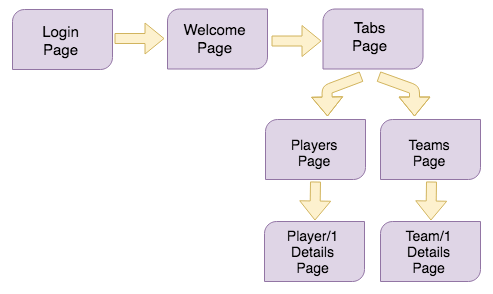 Login
Page
Welcome
Page
Tabs
Page
Players
Page
Teams
Page
Player/1
Details
Page
Team/1
Details
Page